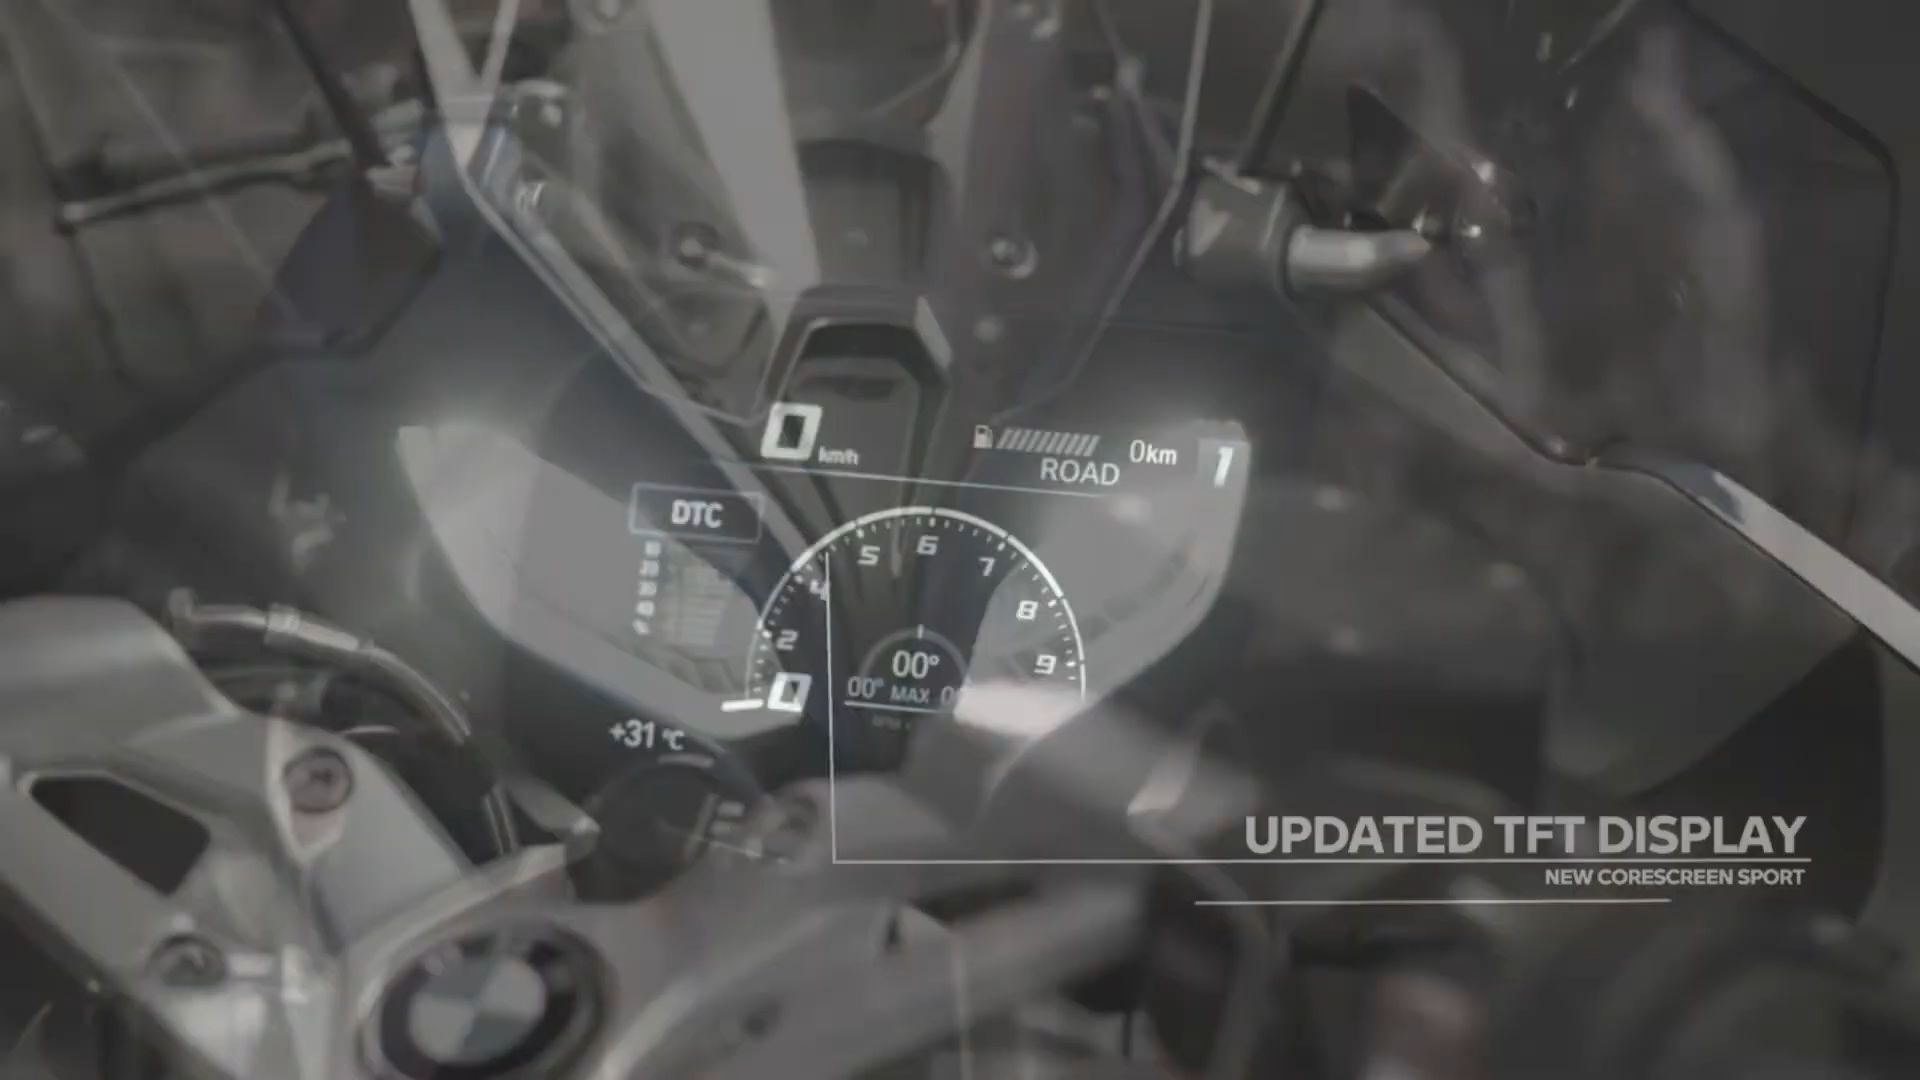 0 km/h
0km 1
ROAD
DTC
5 6 7
4 8
2 9
0
00°
00° MAX
+31 °C
UPDATED TFT DISPLAY
NEW CORESCREEN SPORT